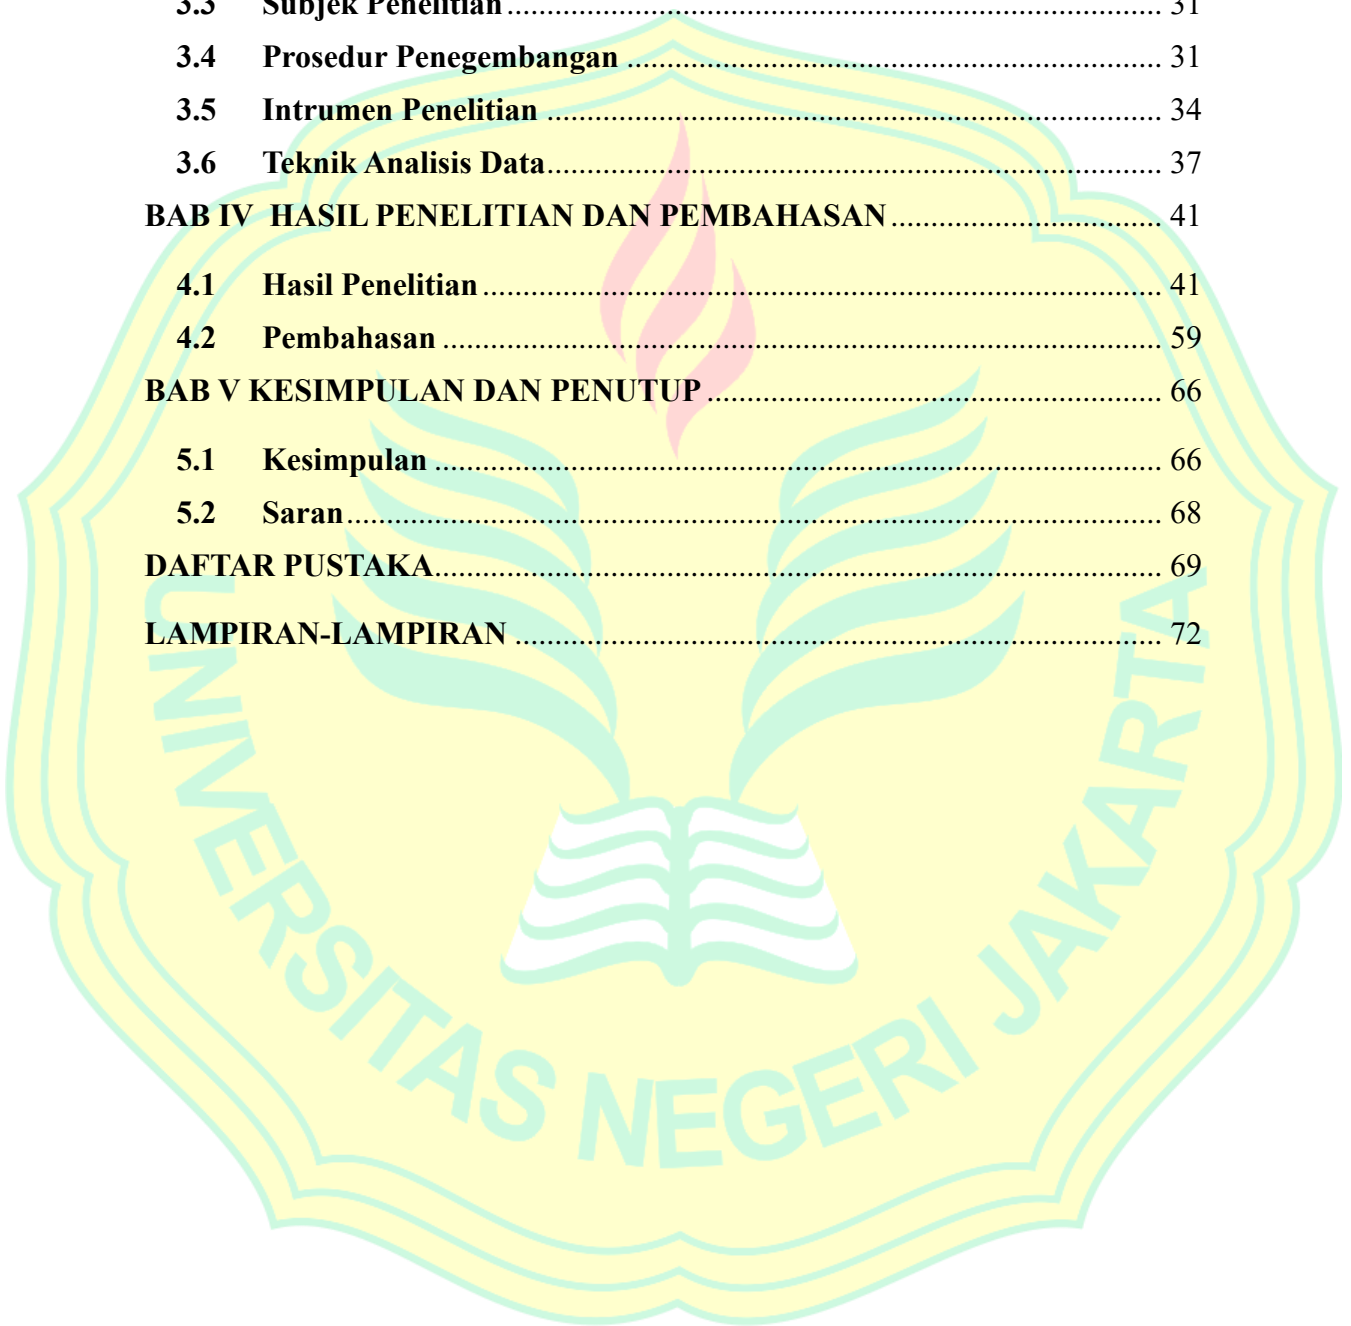 3.3 Subjek Penelitian........................................................................ 31
3.4 Prosedur Penegembangan........................................................ 31
3.5 Intrumen Penelitian................................................................. 34
3.6 Teknik Analisis Data................................................................ 37
BAB IV  HASIL PENELITIAN DAN PEMBAHASAN............................ 41
4.1 Hasil Penelitian........................................................................ 41
4.2 Pembahasan............................................................................ 59
BAB V KESIMPULAN DAN PENUTUP................................................ 66
5.1 Kesimpulan............................................................................. 66
5.2 Saran...................................................................................... 68
DAFTAR PUSTAKA............................................................................ 69
LAMPIRAN-LAMPIRAN.................................................................... 72
UNIVERSITAS NEGERI JAKARTA